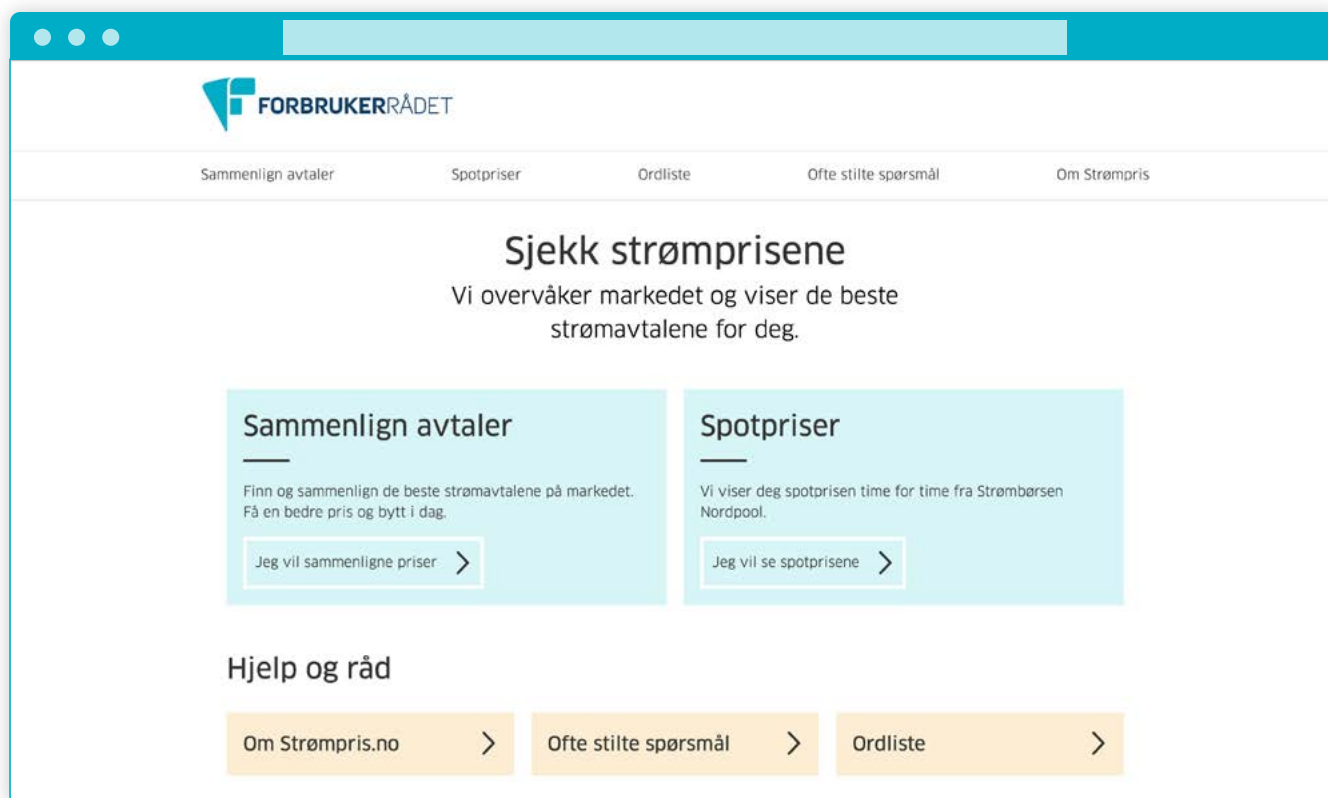 FORBRUKERRÅDET
Sammenlign avtaler Spotpriser Ordliste Ofte stilte spørsmål Om Strømpris
Sjekk strømprisene
Vi overvåker markedet og viser de beste
strømavtalene for deg.
Sammenlign avtaler
Finn og sammenlign de beste strømavtalene på markedet.
Få en bedre pris og bytt i dag.
Jeg vil sammenligne priser
Spotpriser
Vi viser deg spotprisen time for time fra Strømbørsen
Nordpool.
Jeg vil se spotprisene
Hjelp og råd
Om Strømpris.no
Ofte stilte spørsmål
Ordliste